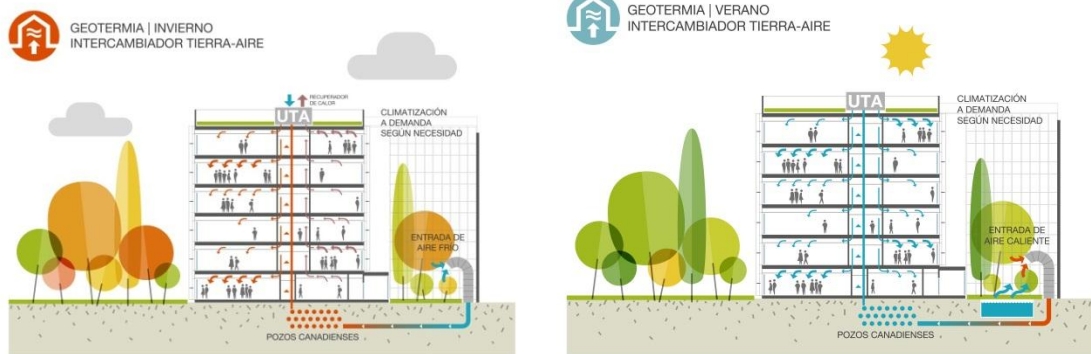 GEOTERMIA | INVIERNO
INTERCAMBIADOR TIERRA-AIRE
RECUPERADOR
DE CALOR
UTA
CLIMATIZACIÓN
A DEMANDA
SEGÚN NECESIDAD
ENTRADA DE
AIRE FRÍO
POZOS CANADIENSES
GEOTERMIA | VERANO
INTERCAMBIADOR TIERRA-AIRE
UTA
CLIMATIZACIÓN
A DEMANDA
SEGÚN NECESIDAD
ENTRADA DE
AIRE CALIENTE
POZOS CANADIENSES